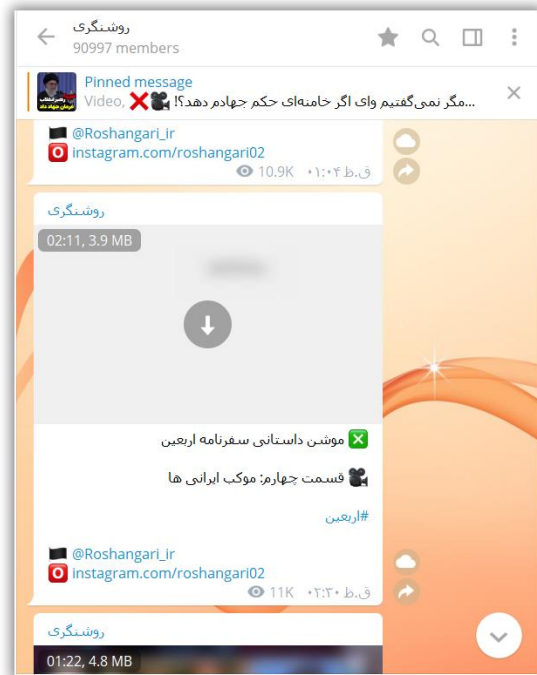 روشنگری
90997 members
Pinned message
Video, ❌🎥 مگر نمی‌گفتیم وای اگر خامنه‌ای حکم جهادم دهد؟!...
🏴 @Roshangari_ir
🅾 instagram.com/roshangari02
10.9K ۰۱:۰۴ ق.ظ
روشنگری
02:11, 3.9 MB
❎ موشن داستانی سفرنامه اربعین
🎥 قسمت چهارم: موکب ایرانی ها
#اربعین
🏴 @Roshangari_ir
🅾 instagram.com/roshangari02
11K ۰۲:۳۰ ق.ظ
روشنگری
01:22, 4.8 MB